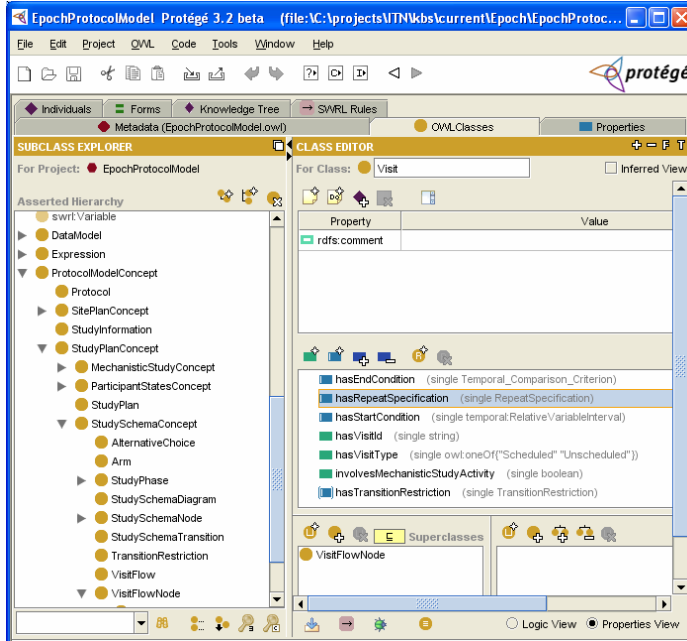 EpochProtocolModel Protégé 3.2 beta (file:\C:\projects\ITN\kbs\current\Epoch\EpochProtoc...
File Edit Project OWL Code Tools Window Help
protégé
Individuals Forms Knowledge Tree SWRL Rules
Metadata (EpochProtocolModel.owl) OWLClasses Properties
SUBCLASS EXPLORER
For Project: EpochProtocolModel
Asserted Hierarchy
swrl:Variable
DataModel
Expression
ProtocolModelConcept
Protocol
SitePlanConcept
StudyInformation
StudyPlanConcept
MechanisticStudyConcept
ParticipantStatesConcept
StudyPlan
StudySchemaConcept
AlternativeChoice
Arm
StudyPhase
StudySchemaDiagram
StudySchemaNode
StudySchemaTransition
TransitionRestriction
VisitFlow
VisitFlowNode
CLASS EDITOR
F T
For Class: Visit Inferred View
Property Value
rdfs:comment
hasEndCondition (single Temporal_Comparison_Criterion)
hasRepeatSpecification (single RepeatSpecification)
hasStartCondition (single temporal:RelativeVariableInterval)
hasVisitId (single string)
hasVisitType (single owl:oneOf{"Scheduled" "Unscheduled"})
involvesMechanisticStudyActivity (single boolean)
hasTransitionRestriction (single TransitionRestriction)
Superclasses
VisitFlowNode
Logic View Properties View